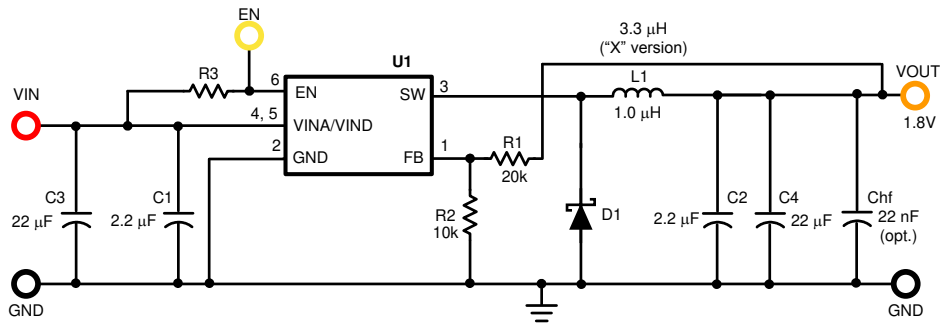 EN
3.3 µH
("X" version)
U1
R3
L1
VOUT
VIN
6
EN
SW
3
1.0 µH
1.8V
4, 5
VINA/VIND
2
GND
FB
1
R1
20k
C3
22 µF
C1
2.2 µF
R2
10k
D1
C2
2.2 µF
C4
22 µF
Chf
22 nF
(opt.)
GND
GND